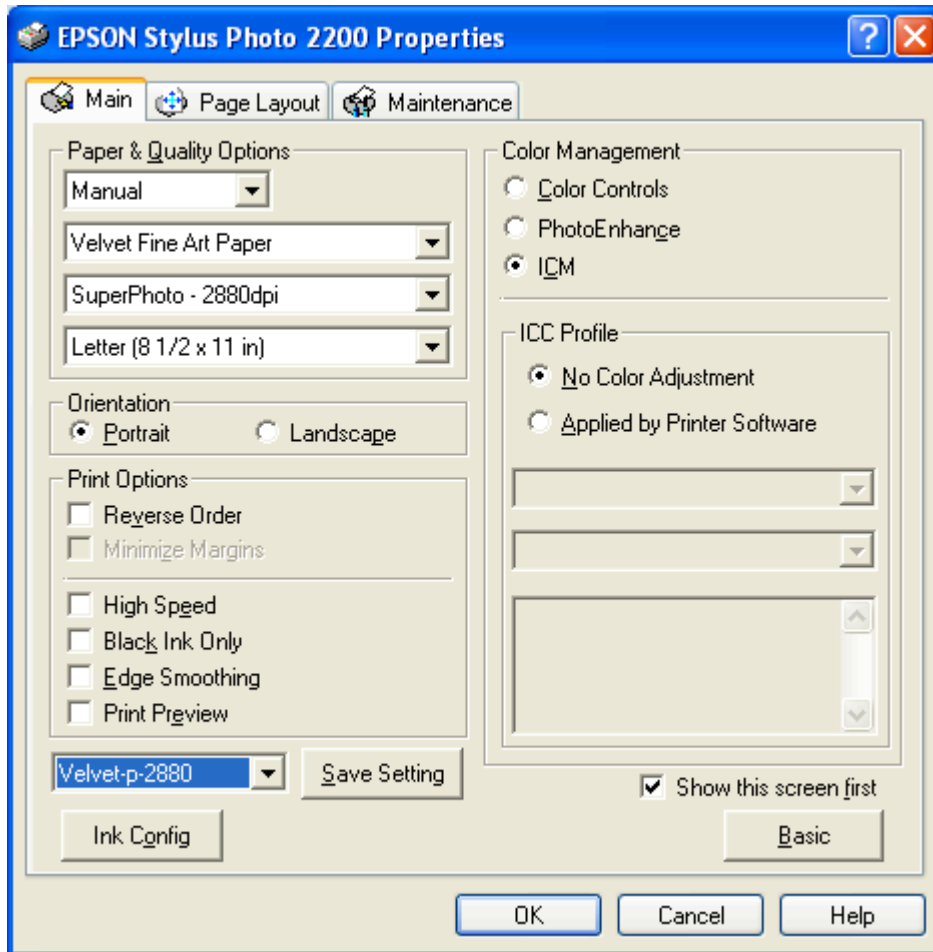 EPSON Stylus Photo 2200 Properties
Main
Page Layout
Maintenance
Paper & Quality Options
Manual
Velvet Fine Art Paper
SuperPhoto - 2880dpi
Letter (8 1/2 x 11 in)
Orientation
Portrait
Landscape
Print Options
Reverse Order
Minimize Margins
High Speed
Black Ink Only
Edge Smoothing
Print Preview
Velvet-p-2880
Save Setting
Ink Config
Color Management
Color Controls
PhotoEnhance
ICM
ICC Profile
No Color Adjustment
Applied by Printer Software
Show this screen first
Basic
OK
Cancel
Help